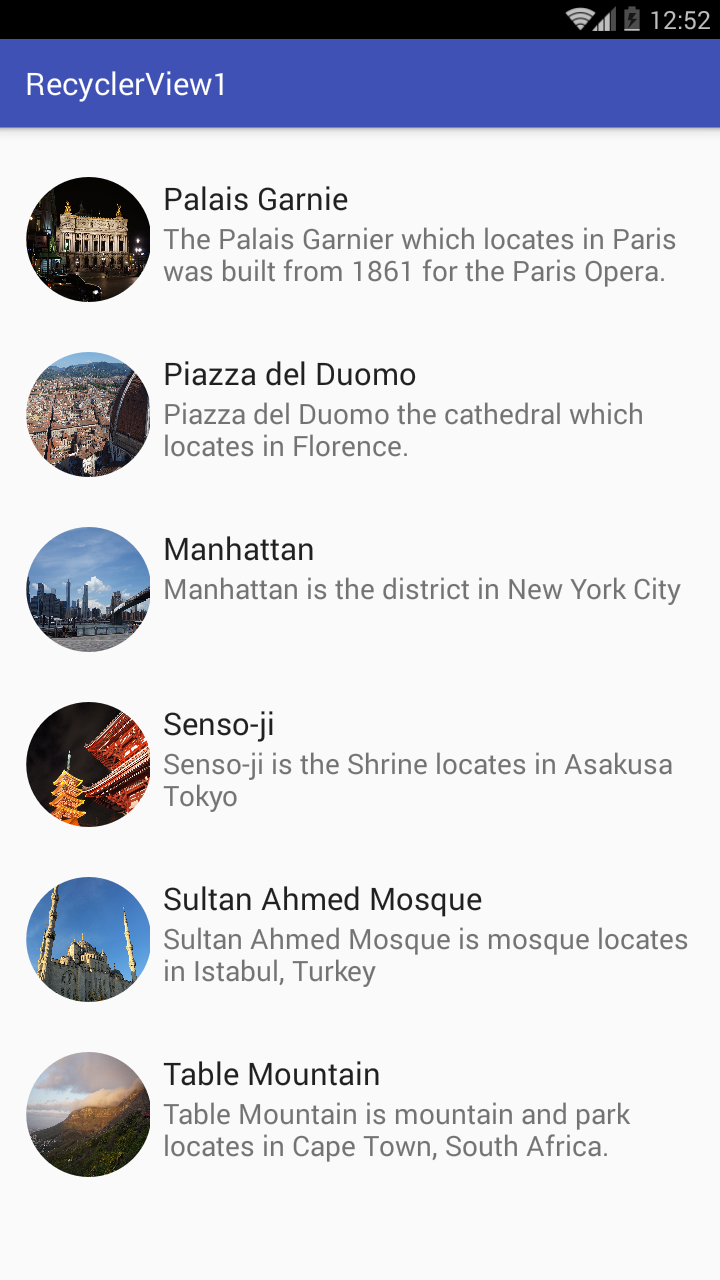 12:52
RecyclerView1
Palais Garnie
The Palais Garnier which locates in Paris
was built from 1861 for the Paris Opera.
Piazza del Duomo
Piazza del Duomo the cathedral which
locates in Florence.
Manhattan
Manhattan is the district in New York City
Senso-ji
Senso-ji is the Shrine locates in Asakusa
Tokyo
Sultan Ahmed Mosque
Sultan Ahmed Mosque is mosque locates
in Istabul, Turkey
Table Mountain
Table Mountain is mountain and park
locates in Cape Town, South Africa.